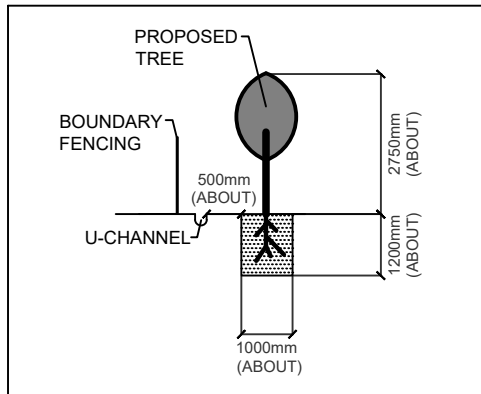 PROPOSED
TREE
BOUNDARY
FENCING
500mm
(ABOUT)
U-CHANNEL
2750mm
(ABOUT)
1200mm
(ABOUT)
1000mm
(ABOUT)